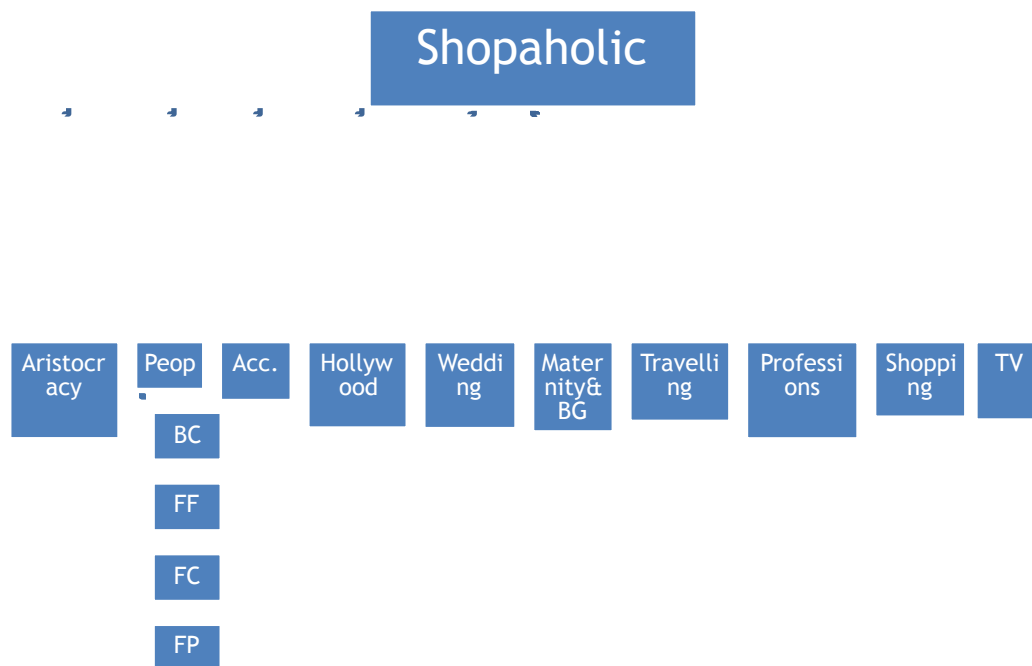 Shopaholic
Aristocr
acy
Peop
Acc.
Hollyw
ood
Weddi
ng
Mater
nity&
BG
Travelli
ng
Professi
ons
Shoppi
ng
TV
BC
FF
FC
FP